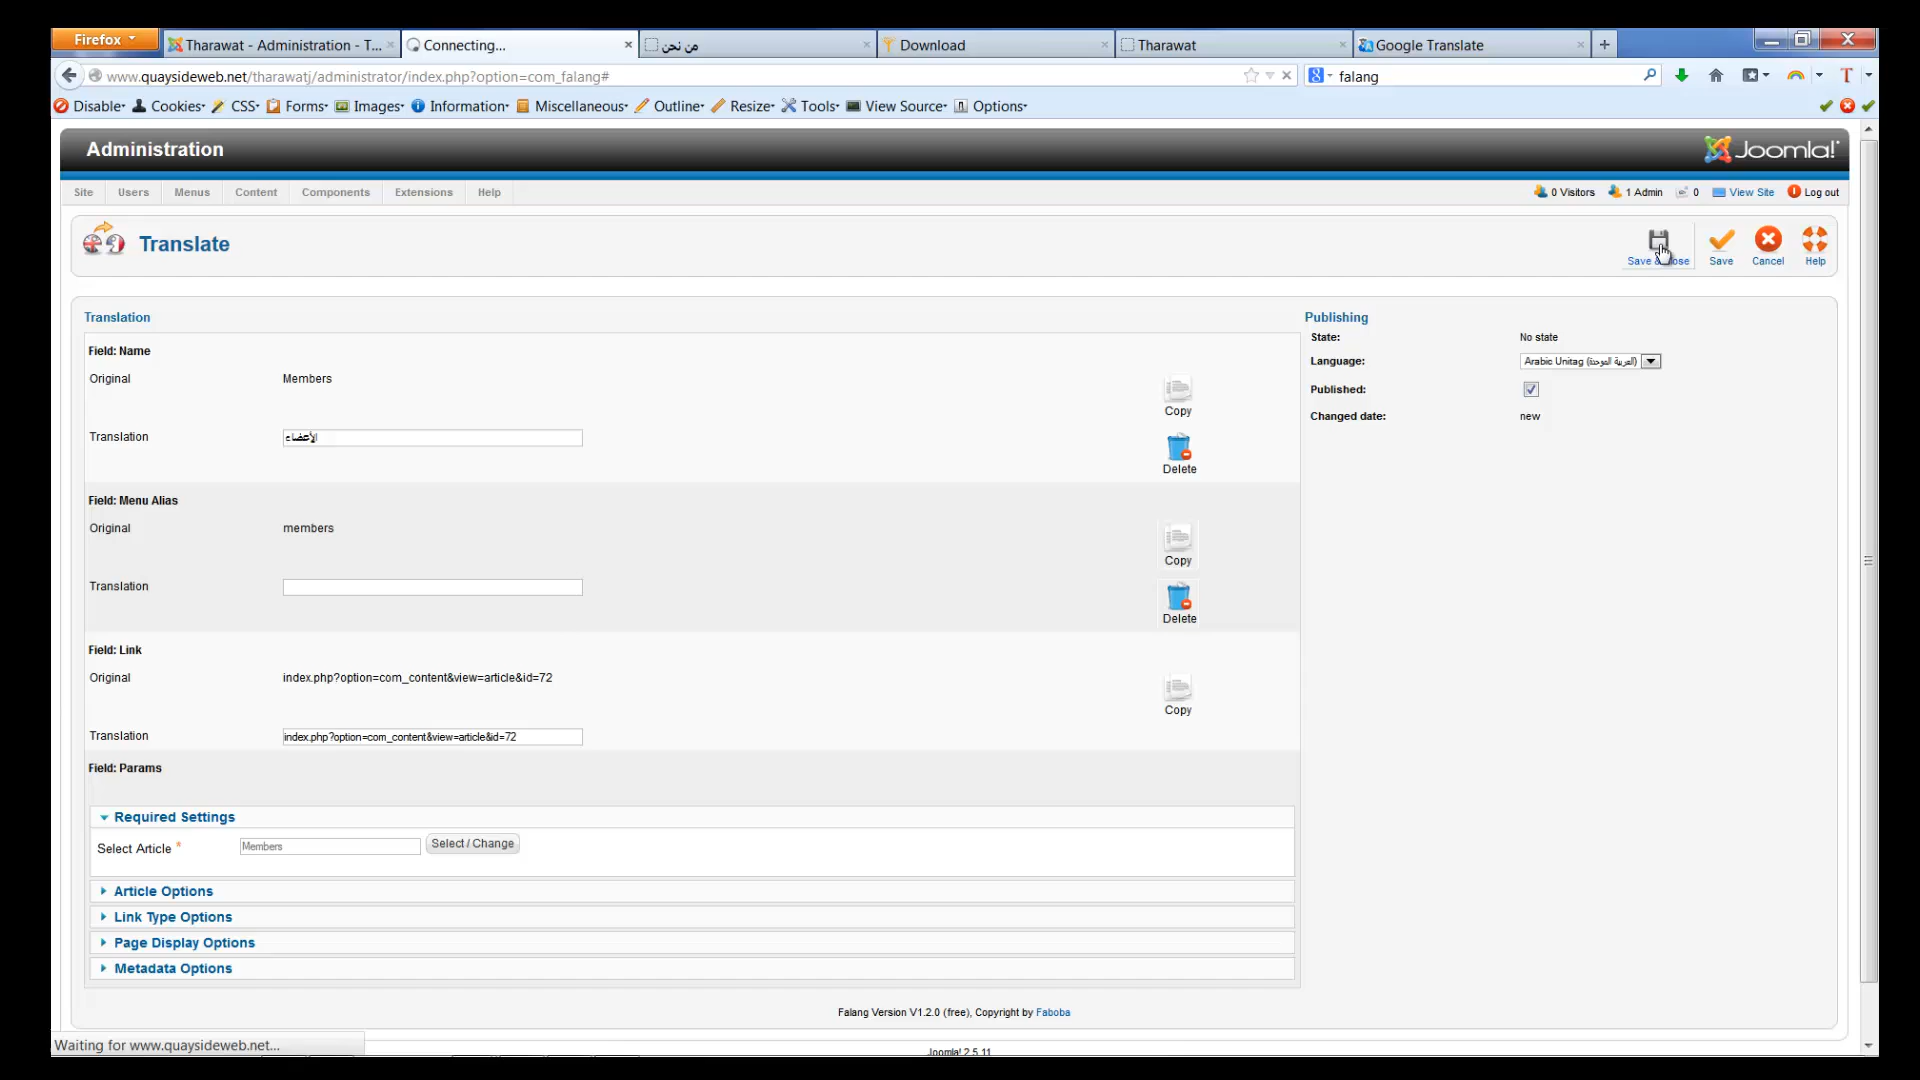 Firefox
Tharawat - Administration - T...
Connecting...
من نحن
Download
Tharawat
Google Translate
www.quaysideweb.net/tharawatj/administrator/index.php?option=com_falang#
falang
Disable Cookies CSS Forms Images Information Miscellaneous Outline Resize Tools View Source Options
Administration
Joomla!
Site Users Menus Content Components Extensions Help
0 Visitors 1 Admin 0 View Site Log out
Translate
Save & Close Save Cancel Help
Translation
Field: Name
Original Members
Copy
Translation الأعضاء
Delete
Field: Menu Alias
Original members
Copy
Translation
Delete
Field: Link
Original index.php?option=com_content&view=article&id=72
Copy
Translation index.php?option=com_content&view=article&id=72
Field: Params
Required Settings
Select Article * Members Select / Change
Article Options
Link Type Options
Page Display Options
Metadata Options
Publishing
State: No state
Language: Arabic Unitag (العربية الموحدة)
Published:
Changed date: new
Falang Version V1.2.0 (free), Copyright by Faboba
Waiting for www.quaysideweb.net...
Joomla! 2.5.11